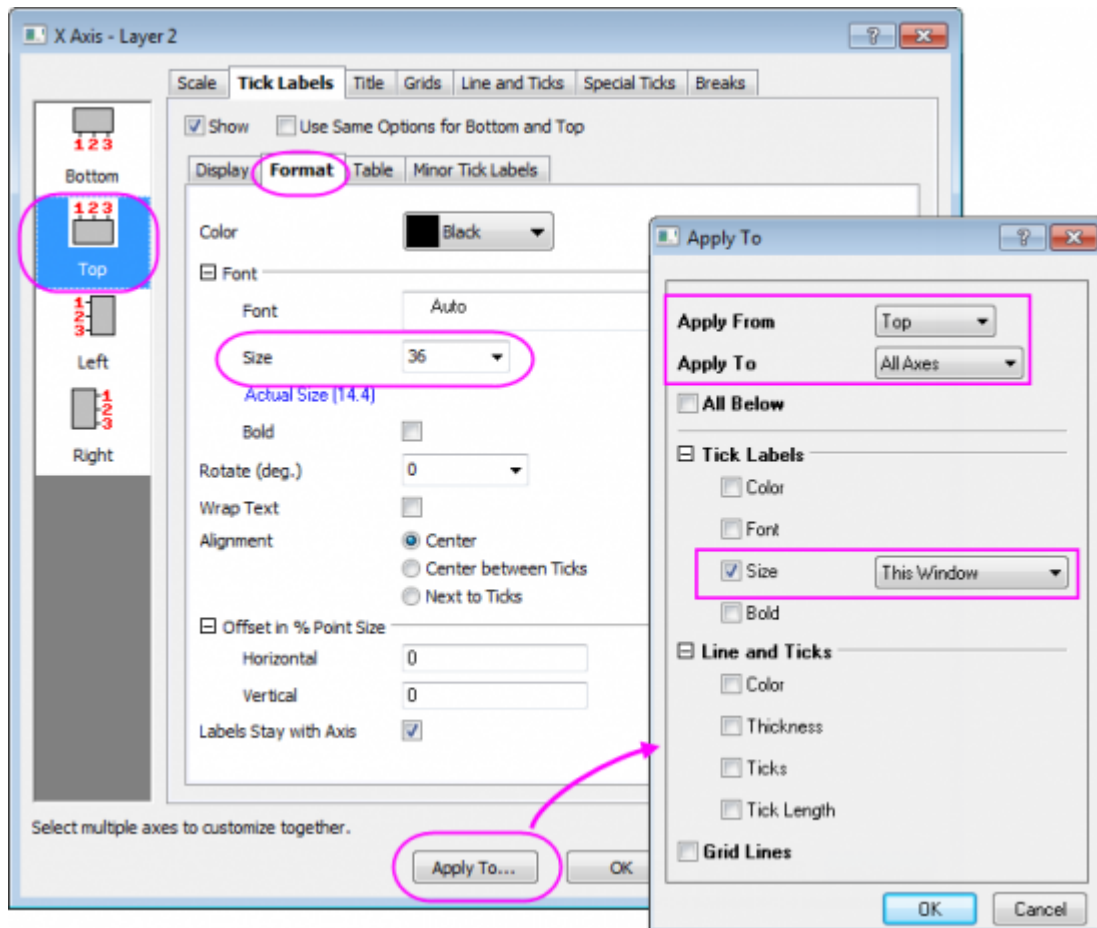 X Axis - Layer 2
Scale Tick Labels Title Grids Line and Ticks Special Ticks Breaks
Show Use Same Options for Bottom and Top
Display Format Table Minor Tick Labels
1 2 3
Bottom
1 2 3
Top
1
2
3
Left
1
2
3
Right
Color Black
Font
Font Auto
Size 36
Actual Size (14.4)
Bold
Rotate (deg.) 0
Wrap Text
Alignment Center
Center between Ticks
Next to Ticks
Offset in % Point Size
Horizontal 0
Vertical 0
Labels Stay with Axis
Select multiple axes to customize together.
Apply To... OK
Apply To
Apply From Top
Apply To All Axes
All Below
Tick Labels
Color
Font
Size This Window
Bold
Line and Ticks
Color
Thickness
Ticks
Tick Length
Grid Lines
OK Cancel